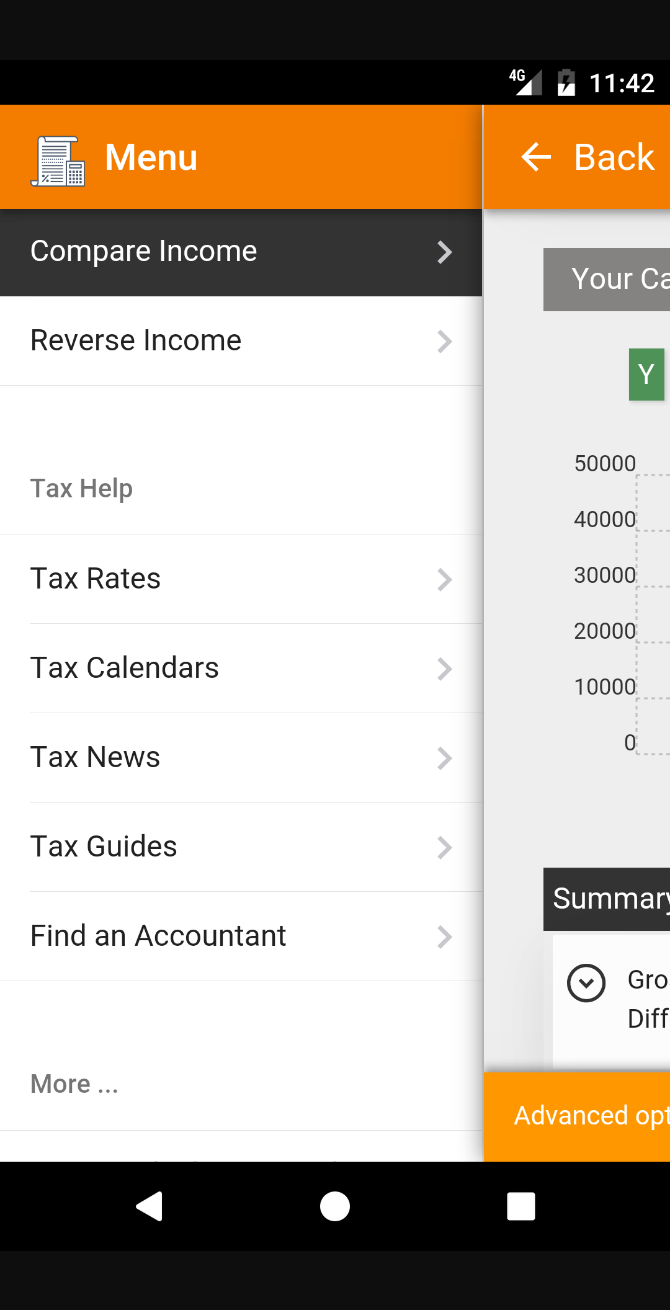 4G 11:42
Menu
Back
Compare Income
Reverse Income
Tax Help
Tax Rates
Tax Calendars
Tax News
Tax Guides
Find an Accountant
More ...
Your Ca
Y
50000
40000
30000
20000
10000
0
Summary
Gro
Diff
Advanced opt